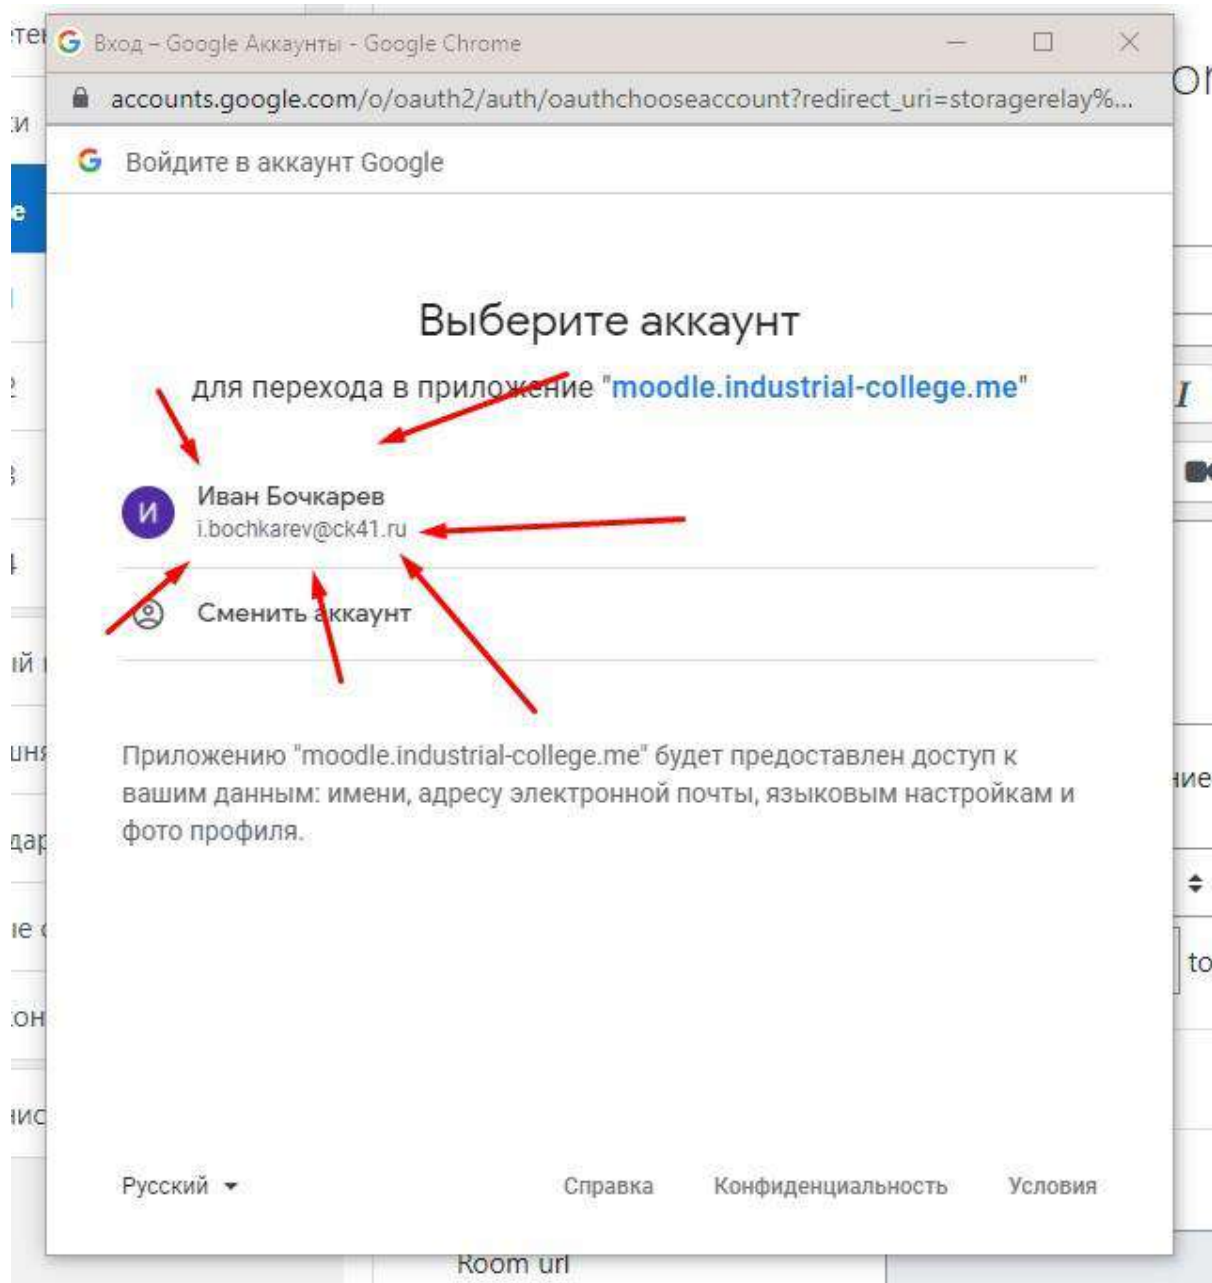 Вход – Google Аккаунты - Google Chrome
accounts.google.com/o/oauth2/auth/oauthchooseaccount?redirect_uri=storagerelay%...
Войдите в аккаунт Google
Выберите аккаунт
для перехода в приложение "moodle.industrial-college.me"
И
Иван Бочкарев
i.bochkarev@ck41.ru
Сменить аккаунт
Приложению "moodle.industrial-college.me" будет предоставлен доступ к
вашим данным: имени, адресу электронной почты, языковым настройкам и
фото профиля.
to
Русский
Справка
Конфиденциальность
Условия
Room url